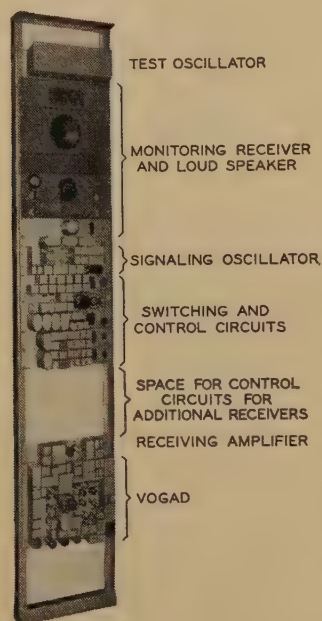 TEST OSCILLATOR
MONITORING RECEIVER
AND LOUD SPEAKER
SIGNALING OSCILLATOR
SWITCHING AND
CONTROL CIRCUITS
SPACE FOR CONTROL
CIRCUITS FOR
ADDITIONAL RECEIVERS
RECEIVING AMPLIFIER
VOGAD